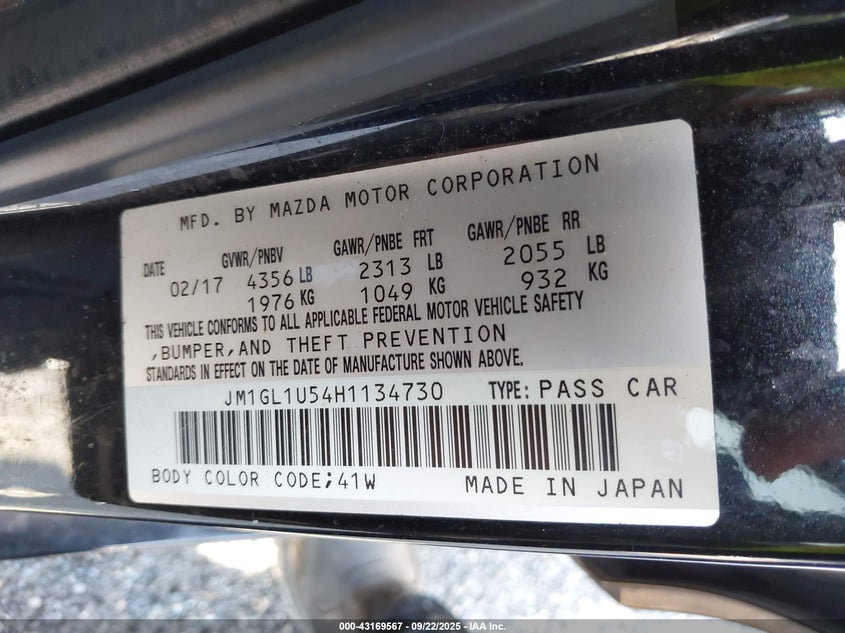 MFD. BY MAZDA MOTOR CORPORATION
GVWR/PNBV GAWR/PNBE FRT GAWR/PNBE RR
DATE 02/17 4356 LB 2313 LB 2055 LB
1976 KG 1049 KG 932 KG
THIS VEHICLE CONFORMS TO ALL APPLICABLE FEDERAL MOTOR VEHICLE SAFETY
,BUMPER,AND THEFT PREVENTION
STANDARDS IN EFFECT ON THE DATE OF MANUFACTURE SHOWN ABOVE.
JM1GL1U54H1134730 TYPE: PASS CAR
BODY COLOR CODE;41W MADE IN JAPAN
000-43169567 - 09/22/2025 - IAA Inc.